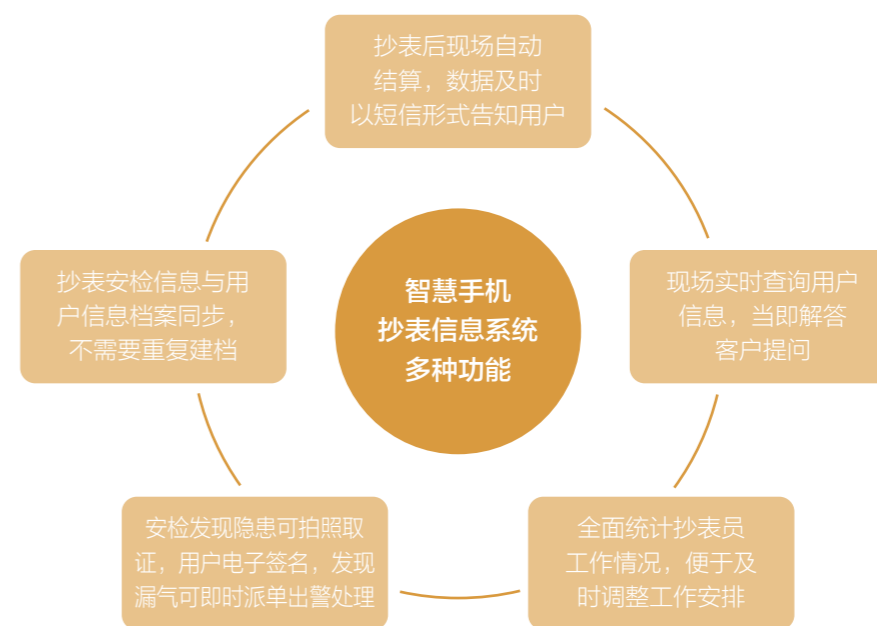 抄表后现场自动
结算，数据及时
以短信形式告知用户
抄表安检信息与用
户信息档案同步，
不需要重复建档
智慧手机
抄表信息系统
多种功能
现场实时查询用户
信息，当即解答
客户提问
安检发现隐患可拍照取
证，用户电子签名，发现
漏气可即时派单出警处理
全面统计抄表员
工作情况，便于及
时调整工作安排